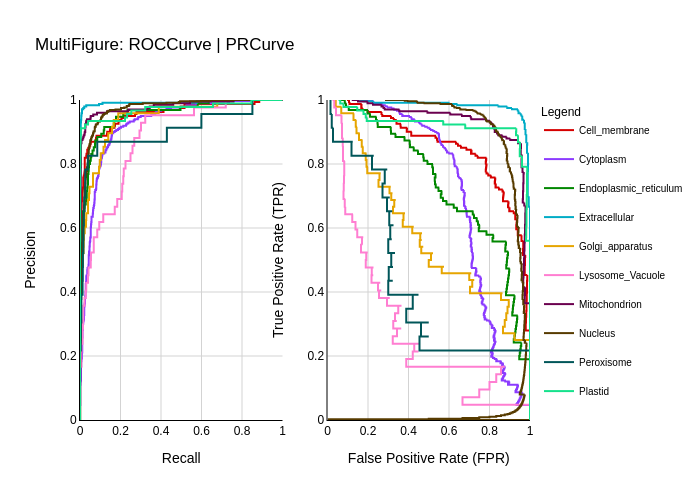 MultiFigure: ROCCurve | PRCurve
Precision
1
0.8
0.6
0.4
0.2
0
0 0.2 0.4 0.6 0.8 1
Recall
True Positive Rate (TPR)
1
0.8
0.6
0.4
0.2
0
0 0.2 0.4 0.6 0.8 1
False Positive Rate (FPR)
Legend
Cell_membrane
Cytoplasm
Endoplasmic_reticulum
Extracellular
Golgi_apparatus
Lysosome_Vacuole
Mitochondrion
Nucleus
Peroxisome
Plastid